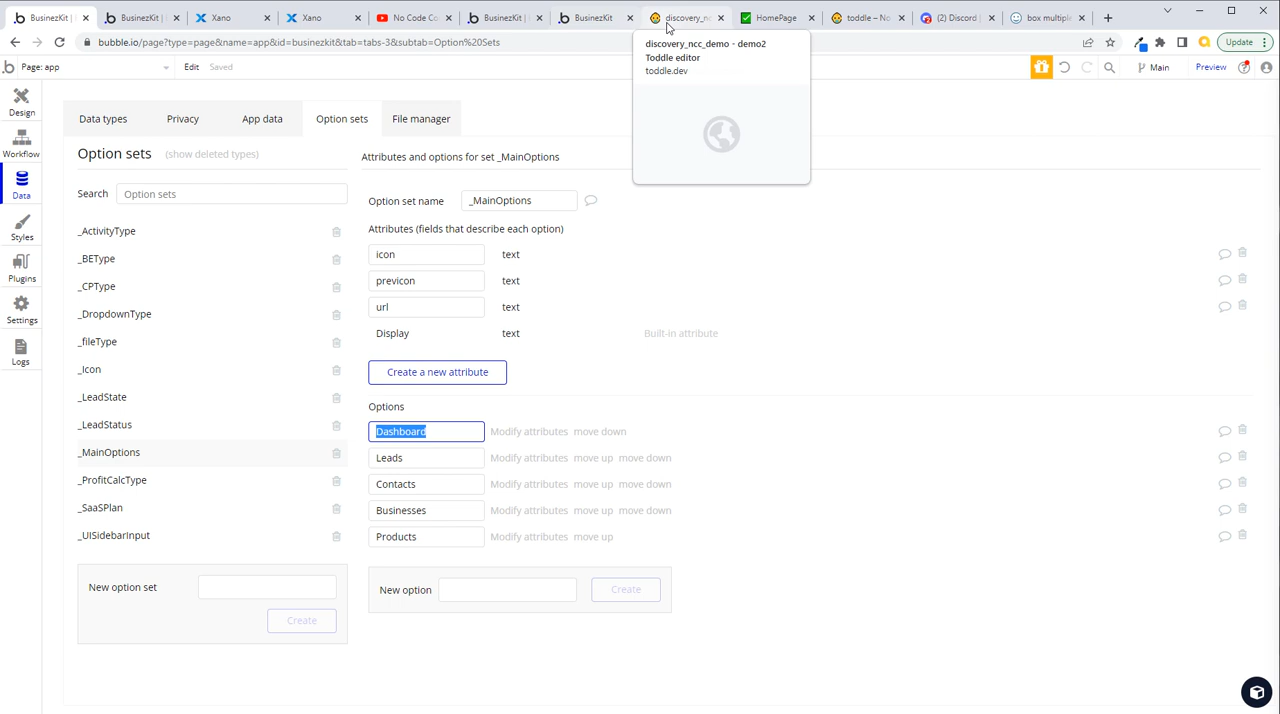 BusinezKit |
BusinezKit |
Xano
Xano
No Code Co
BusinezKit |
BusinezKit
discovery_nc
HomePage
toddle – No
(2) Discord |
box multiple
bubble.io/page?type=page&name=app&id=businezkit&tab=tabs-3&subtab=Option%20Sets
Update
Page: app
Edit
Saved
Main
Preview
discovery_ncc_demo - demo2
Toddle editor
toddle.dev
Design
Workflow
Data
Styles
Plugins
Settings
Logs
Data types
Privacy
App data
Option sets
File manager
Option sets
(show deleted types)
Search
Option sets
_ActivityType
_BEType
_CPType
_DropdownType
_fileType
_Icon
_LeadState
_LeadStatus
_MainOptions
_ProfitCalcType
_SaaSPlan
_UISidebarInput
New option set
Create
Attributes and options for set _MainOptions
Option set name
_MainOptions
Attributes (fields that describe each option)
icon text
previcon text
url text
Display text Built-in attribute
Create a new attribute
Options
Dashboard Modify attributes move down
Leads Modify attributes move up move down
Contacts Modify attributes move up move down
Businesses Modify attributes move up move down
Products Modify attributes move up
New option
Create